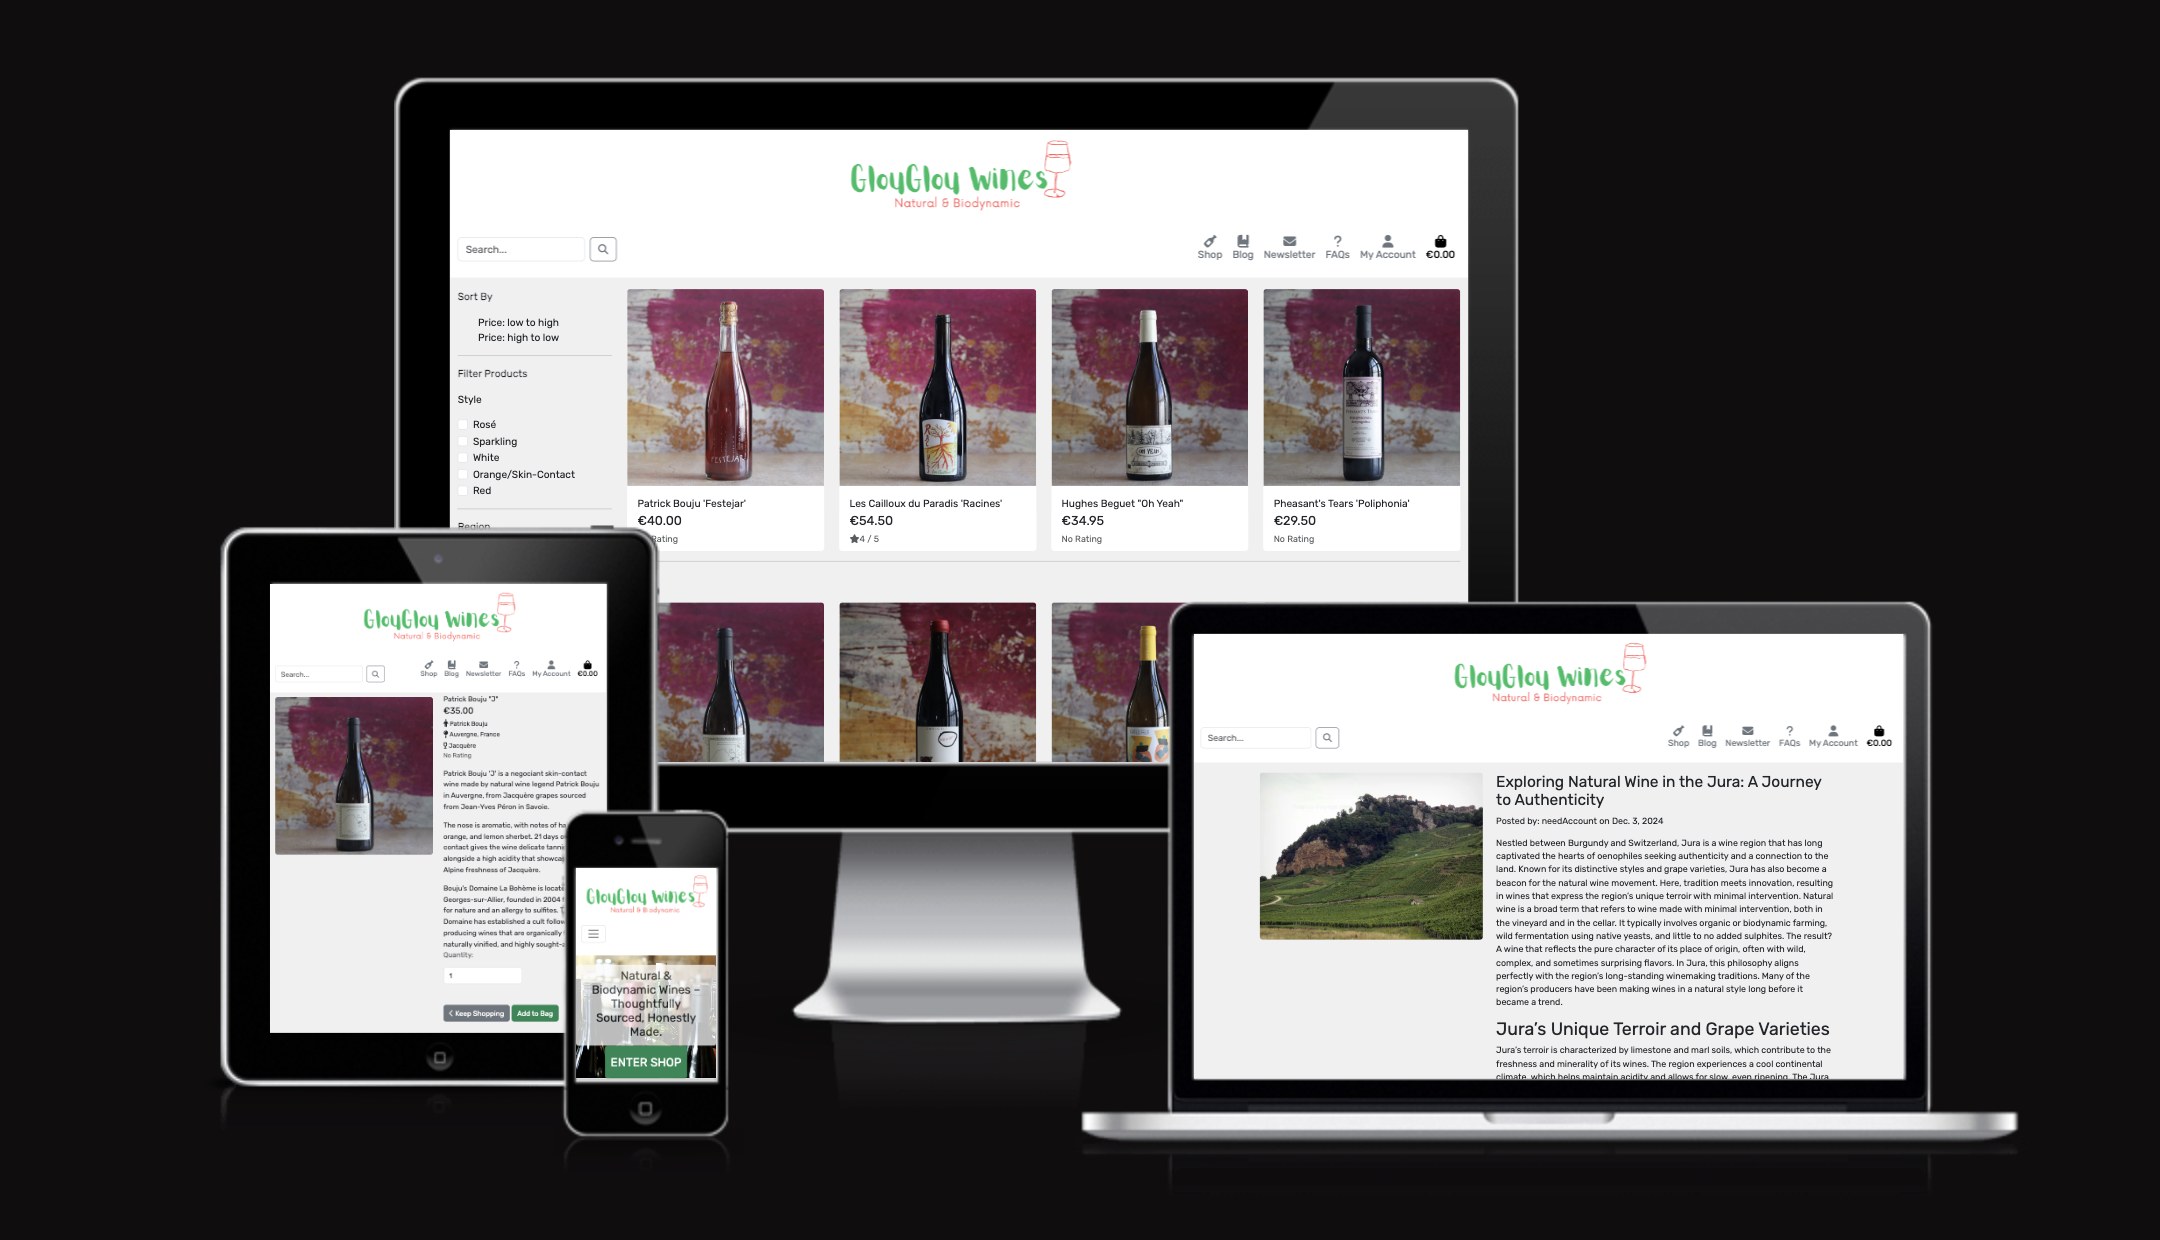 GlouGlou Wines
Natural & Biodynamic
Search...
Shop
Blog
Newsletter
FAQs
My Account
€0.00
Sort By
Price: low to high
Price: high to low
Filter Products
Style
Rosé
Sparkling
White
Orange/Skin-Contact
Red
Region
FESTEJAR
Patrick Bouju 'Festejar'
€40.00
Rating
Les Cailloux du Paradis 'Racines'
€54.50
4 / 5
Hughes Beguet "Oh Yeah"
€34.95
No Rating
Pheasant's Tears 'Poliphonia'
€29.50
No Rating
GlouGlou Wines
Natural & Biodynamic
Search...
Shop
Blog
Newsletter
FAQs
My Account
€0.00
Patrick Bouju "J"
€35.00
Patrick Bouju
Auvergne, France
Jacquère
No Rating
Patrick Bouju 'J' is a negociant skin-contact
wine made by natural wine legend Patrick Bouju
in Auvergne, from Jacquère grapes sourced
from Jean-Yves Péron in Savoie.
The nose is aromatic, with notes of
orange, and lemon sherbet. 21 days
contact gives the wine delicate
alongside a high acidity that
Alpine freshness of Jacquère.
Bouju's Domaine La Bohème is
Georges-sur-Allier, founded in 2004
for nature and an allergy to sulfites.
Domaine has established a cult
producing wines that are organically
naturally vinified, and highly
Quantity:
1
Keep Shopping
Add to Bag
GlouGlou Wines
Natural & Biodynamic
Natural &
Biodynamic Wines –
Thoughtfully
Sourced, Honestly
Made.
ENTER SHOP
GlouGlou Wines
Natural & Biodynamic
Search...
Shop
Blog
Newsletter
FAQs
My Account
€0.00
Exploring Natural Wine in the Jura: A Journey
to Authenticity
Posted by: needAccount on Dec. 3, 2024
Nestled between Burgundy and Switzerland, Jura is a wine region that has long
captivated the hearts of oenophiles seeking authenticity and a connection to the
land. Known for its distinctive styles and grape varieties, Jura has also become a
beacon for the natural wine movement. Here, tradition meets innovation, resulting
in wines that express the region's unique terroir with minimal intervention. Natural
wine is a broad term that refers to wine made with minimal intervention, both in
the vineyard and in the cellar. It typically involves organic or biodynamic farming,
wild fermentation using native yeasts, and little to no added sulphites. The result?
A wine that reflects the pure character of its place of origin, often with wild,
complex, and sometimes surprising flavors. In Jura, this philosophy aligns
perfectly with the region's long-standing winemaking traditions. Many of the
region's producers have been making wines in a natural style long before it
became a trend.
Jura's Unique Terroir and Grape Varieties
Jura's terroir is characterized by limestone and marl soils, which contribute to the
freshness and minerality of its wines. The region experiences a cool continental
climate, which helps maintain acidity and allows for slow, even ripening. The Jura